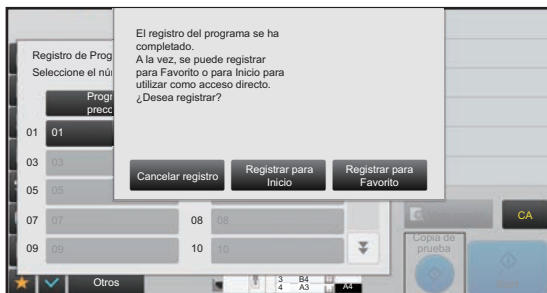 El registro del programa se ha
completado.
A la vez, se puede registrar
para Favorito o para Inicio para
utilizar como acceso directo.
¿Desea registrar?
Cancelar registro
Registrar para
Inicio
Registrar para
Favorito
Registro de Prog
Seleccione el nú
Progr
01 01
03 03
05 05
07 07 08 08
09 09 10 10
CA
Copia de
prueba
Otros
3 B4
4 A3
A4